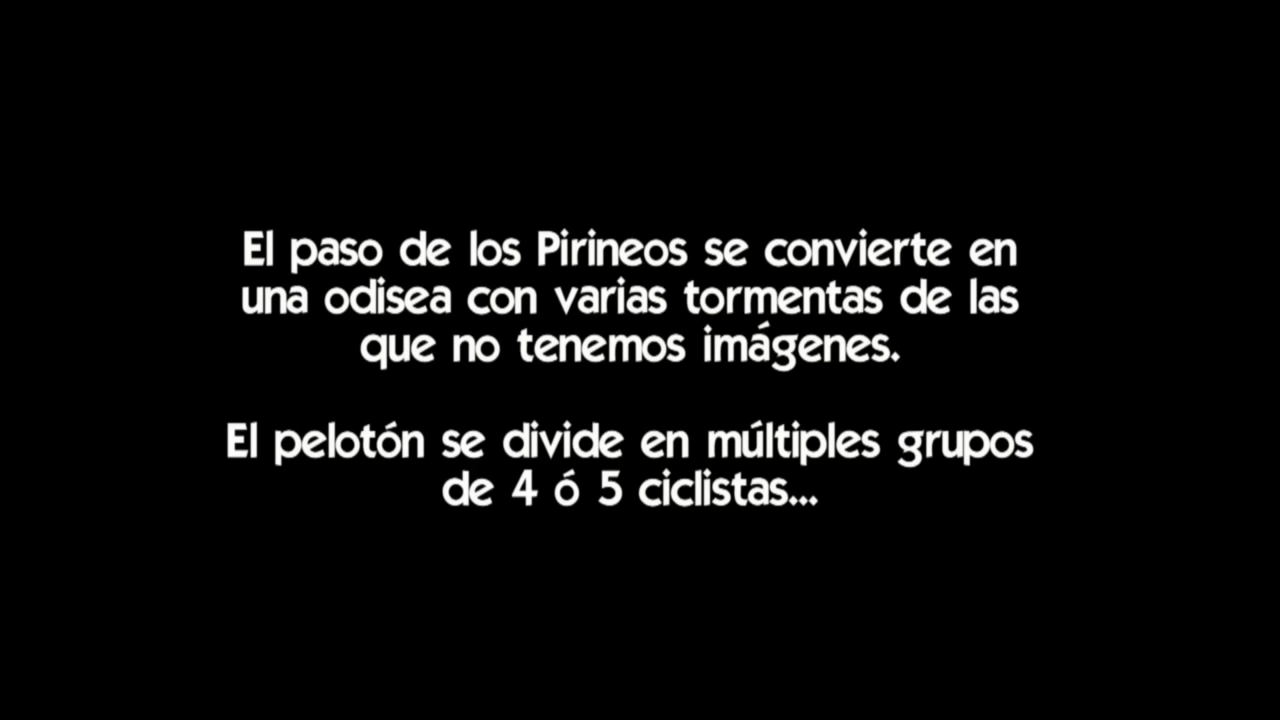 El paso de los Pirineos se convierte en
una odisea con varias tormentas de las
que no tenemos imágenes.
El pelotón se divide en múltiples grupos
de 4 ó 5 ciclistas...